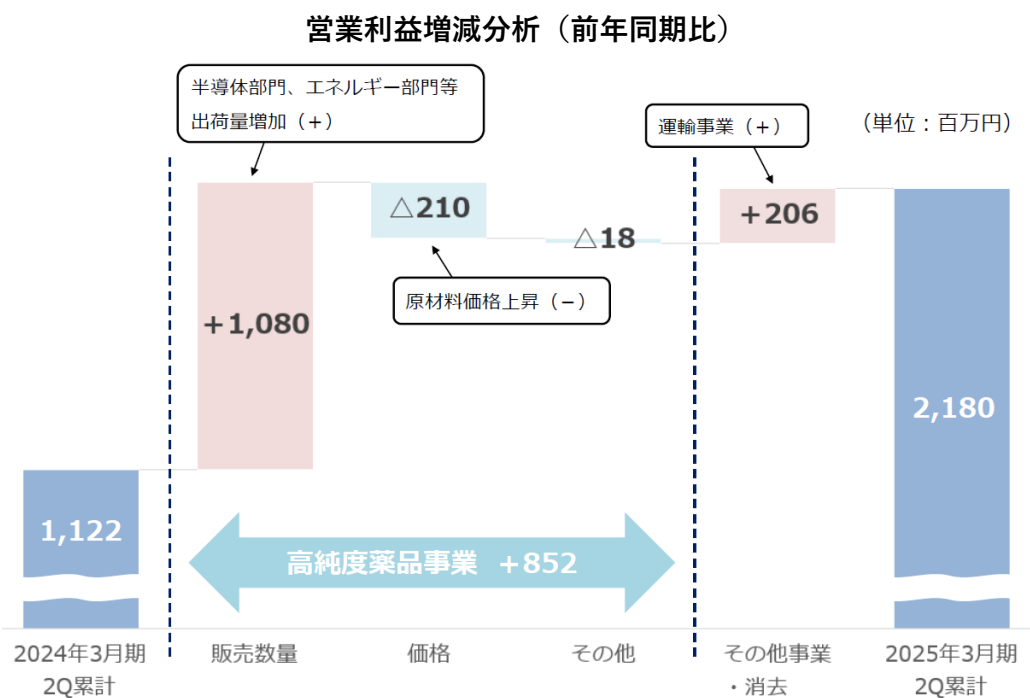 営業利益増減分析（前年同期比）
半導体部門、エネルギー部門等
出荷量増加（+）
運輸事業（+）
（単位：百万円）
△210
△18
+206
原材料価格上昇（－）
+1,080
2,180
1,122
高純度薬品事業 +852
2024年3月期
2Q累計
販売数量
価格
その他
その他事業
・消去
2025年3月期
2Q累計